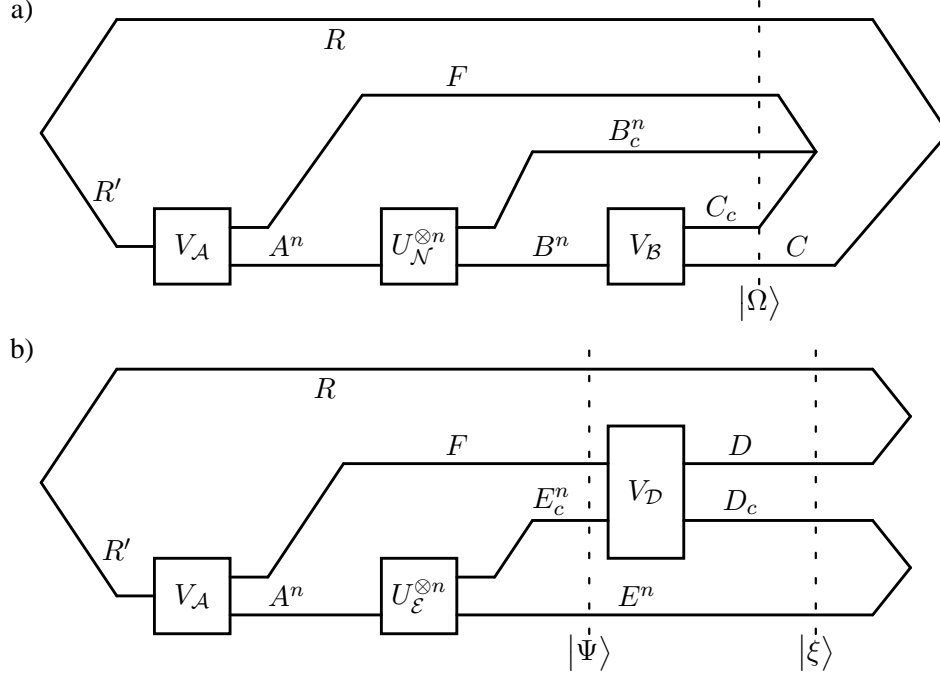 a)
R
F
B_c^n
R′ V_𝒜 A^n U_𝒩^{⊗n} B^n V_ℬ C_c C
|Ω⟩
b)
R
F D
E_c^n V_𝒟 D_c
R′ V_𝒜 A^n U_ℰ^{⊗n} E^n
|Ψ⟩ |ξ⟩